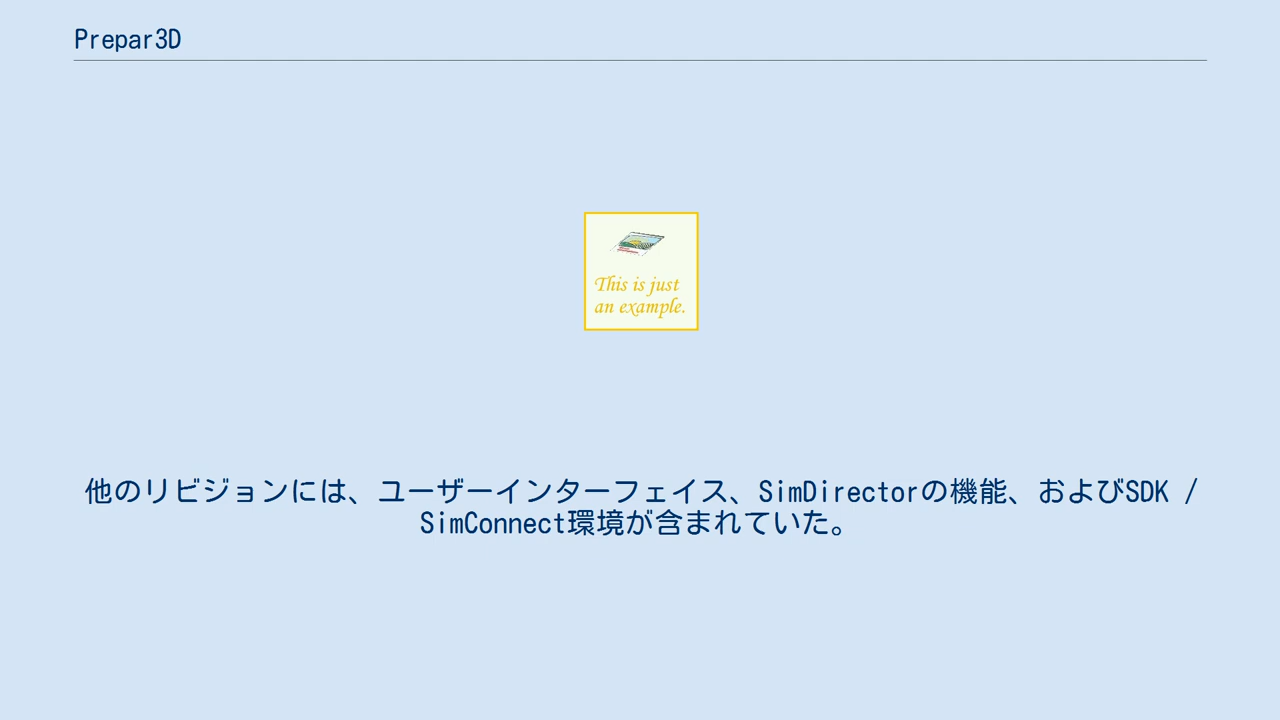 Prepar3D
This is just
an example.
他のリビジョンには、ユーザーインターフェイス、SimDirectorの機能、およびSDK /
SimConnect環境が含まれていた。